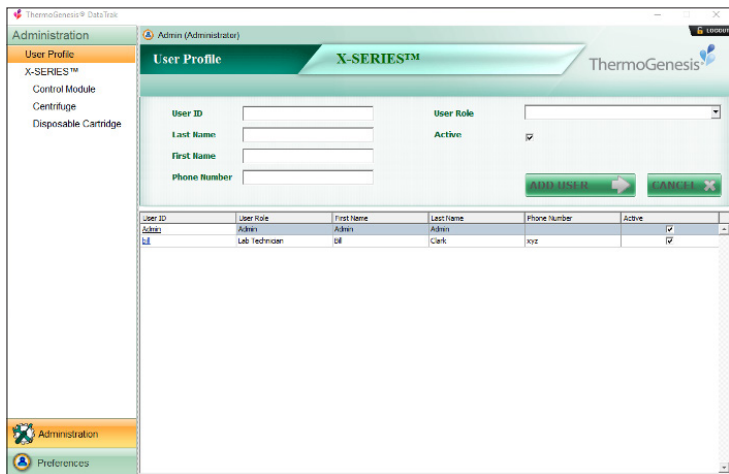 ThermoGenesis® DataTrak
Administration
User Profile
X-SERIES™
Control Module
Centrifuge
Disposable Cartridge
Administration
Preferences
Admin (Administrator)
LOGOUT
User Profile
X-SERIES™
ThermoGenesis®
User ID
Last Name
First Name
Phone Number
User Role
Active
ADD USER
CANCEL
User ID User Role First Name Last Name Phone Number Active
Admin Admin Admin Admin
bill Lab Technician Bill Clark xyz